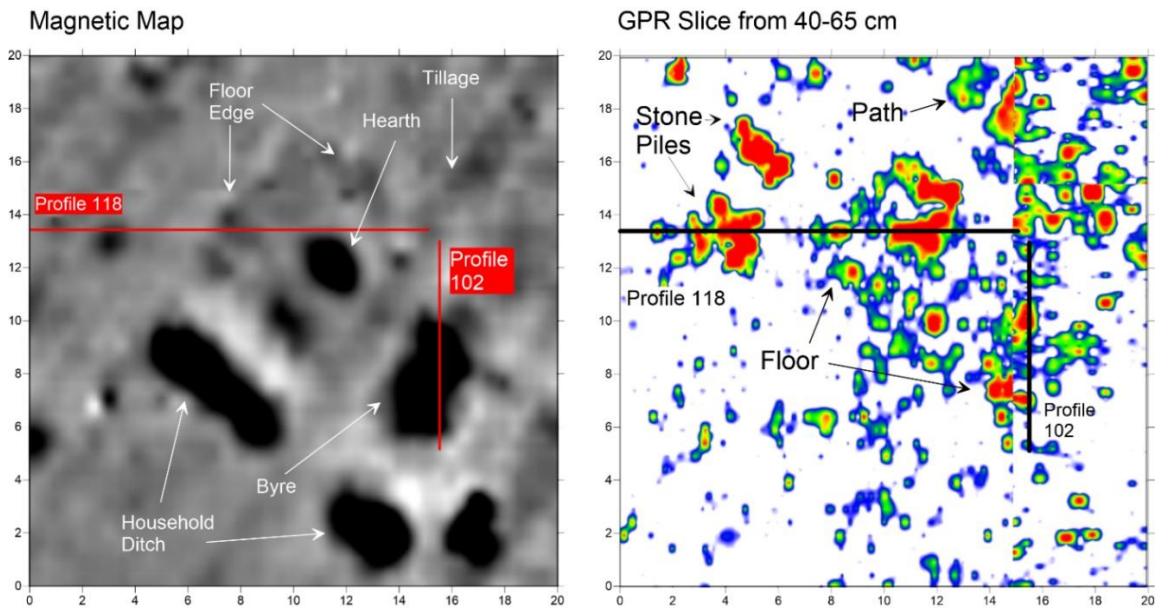 Magnetic Map
20
18
16
14
12
10
8
6
4
2
0
0 2 4 6 8 10 12 14 16 18 20
Floor
Edge
Tillage
Hearth
Profile 118
Profile
102
Byre
Household
Ditch
GPR Slice from 40-65 cm
20
18
16
14
12
10
8
6
4
2
0
0 2 4 6 8 10 12 14 16 18 20
Path
Stone
Piles
Profile 118
Floor
Profile
102